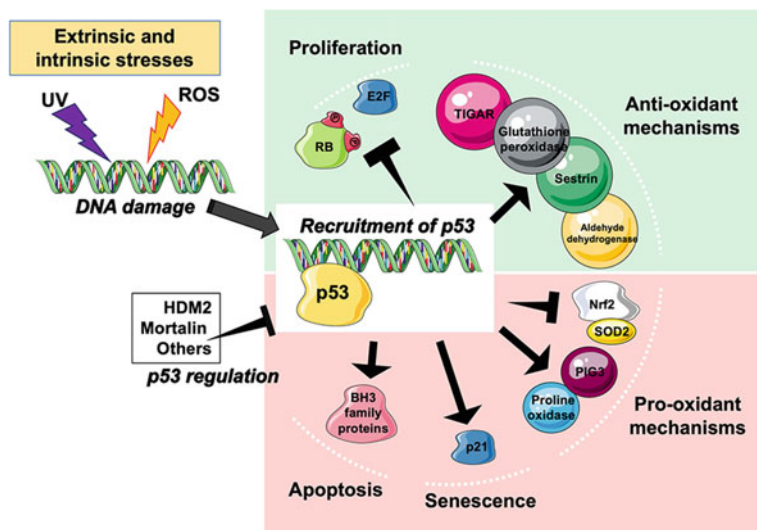 Extrinsic and
intrinsic stresses
UV
ROS
DNA damage
Proliferation
E2F
RB
P
P
TIGAR
Glutathione
peroxidase
Sestrin
Aldehyde
dehydrogenase
Anti-oxidant
mechanisms
Recruitment of p53
p53
HDM2
Mortalin
Others
p53 regulation
Nrf2
SOD2
PIG3
Proline
oxidase
Pro-oxidant
mechanisms
BH3
family
proteins
p21
Apoptosis
Senescence